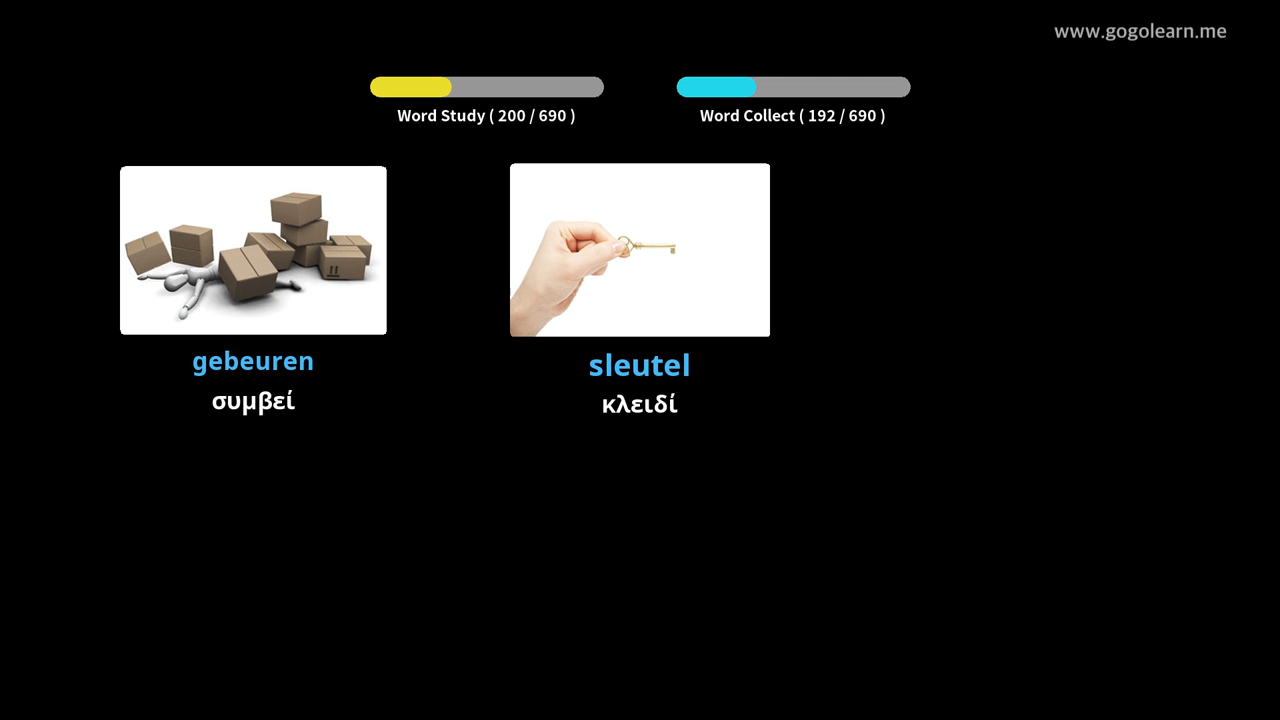 www.gogolearn.me
Word Study ( 200 / 690 )
Word Collect ( 192 / 690 )
gebeuren
συμβεί
sleutel
κλειδί